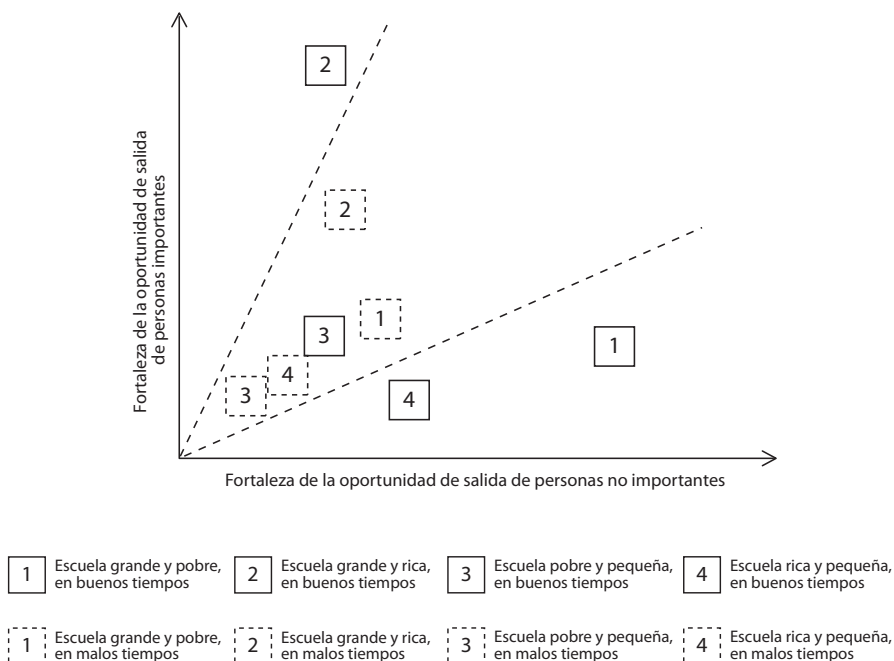 Fortaleza de la oportunidad de salida
de personas importantes
2
2
1
3
1
4
3
4
Fortaleza de la oportunidad de salida de personas no importantes
1 Escuela grande y pobre,
en buenos tiempos
2 Escuela grande y rica,
en buenos tiempos
3 Escuela pobre y pequeña,
en buenos tiempos
4 Escuela rica y pequeña,
en buenos tiempos
1 Escuela grande y pobre,
en malos tiempos
2 Escuela grande y rica,
en malos tiempos
3 Escuela pobre y pequeña,
en malos tiempos
4 Escuela rica y pequeña,
en malos tiempos